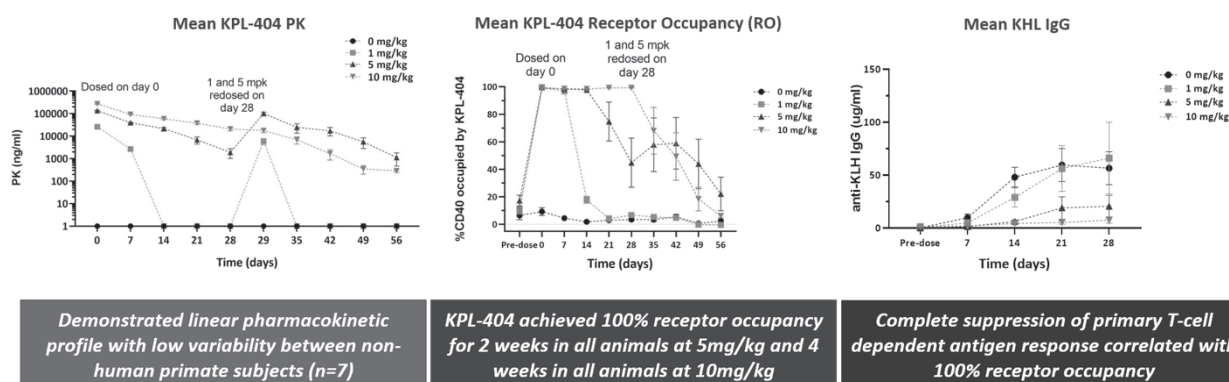 Mean KPL-404 PK
0 mg/kg
1 mg/kg
5 mg/kg
10 mg/kg
Dosed on day 0
1 and 5 mpk
redosed on
day 28
1000000
100000
10000
1000
100
10
1
PK (ng/ml)
0 7 14 21 28 29 35 42 49 56
Time (days)
Mean KPL-404 Receptor Occupancy (RO)
Dosed on
day 0
1 and 5 mpk
redosed on
day 28
0 mg/kg
1 mg/kg
5 mg/kg
10 mg/kg
100
80
60
40
20
0
%CD40 occupied by KPL-404
Pre-dose 0 7 14 21 28 35 42 49 56
Time (days)
Mean KHL IgG
0 mg/kg
1 mg/kg
5 mg/kg
10 mg/kg
150
100
50
0
anti-KLH IgG (ug/ml)
Pre-dose 7 14 21 28
Time (days)
Demonstrated linear pharmacokinetic
profile with low variability between non-
human primate subjects (n=7)
KPL-404 achieved 100% receptor occupancy
for 2 weeks in all animals at 5mg/kg and 4
weeks in all animals at 10mg/kg
Complete suppression of primary T-cell
dependent antigen response correlated with
100% receptor occupancy